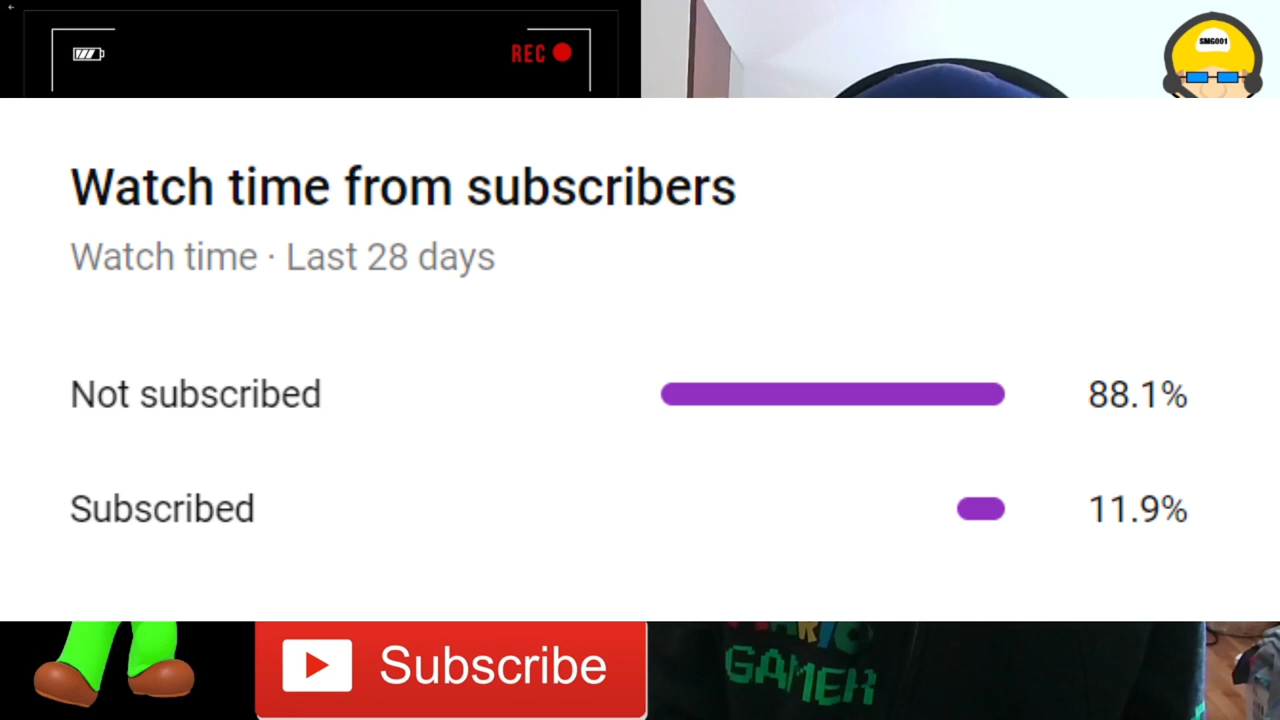 REC
SMG001
Watch time from subscribers
Watch time · Last 28 days
Not subscribed 88.1%
Subscribed 11.9%
Subscribe
MARIO
GAMER